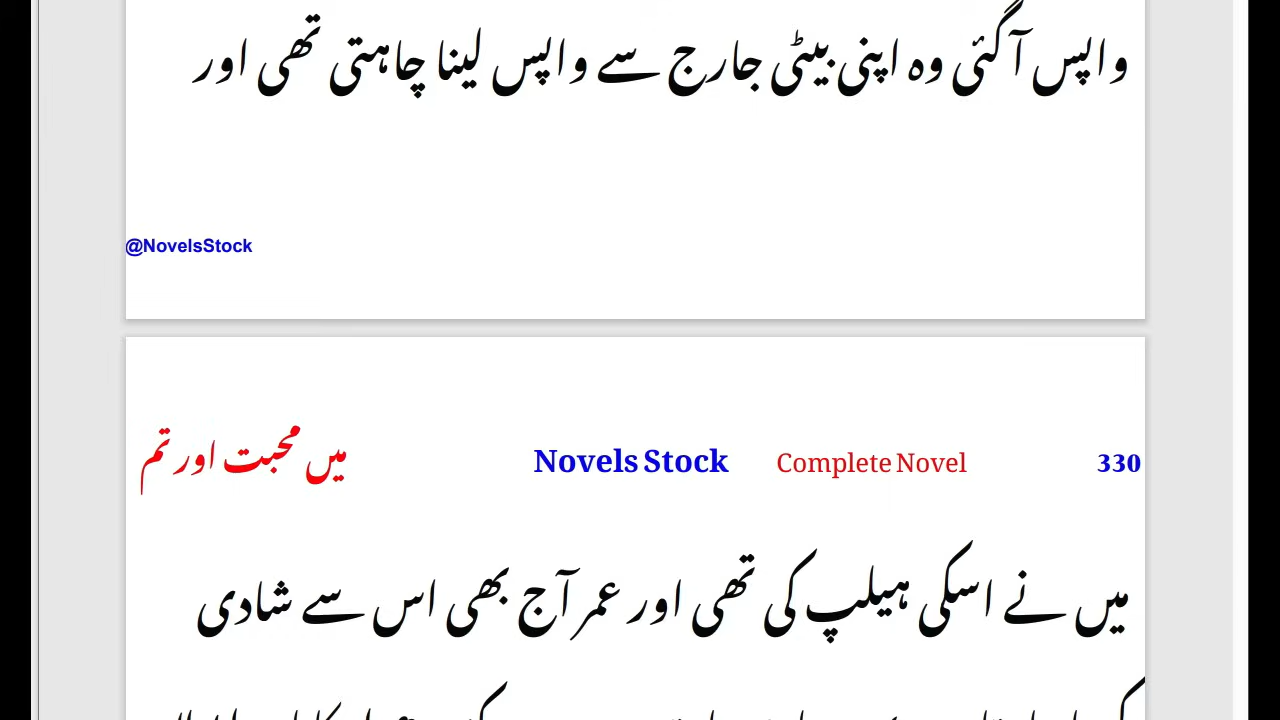 واپس آگئی وہ اپنی بیٹی جارج سے واپس لینا چاہتی تھی اور
@NovelsStock
میں محبت اور تم Novels Stock Complete Novel 330
میں نے اسکی ہیلپ کی تھی اور عمر آج بھی اس سے شادی